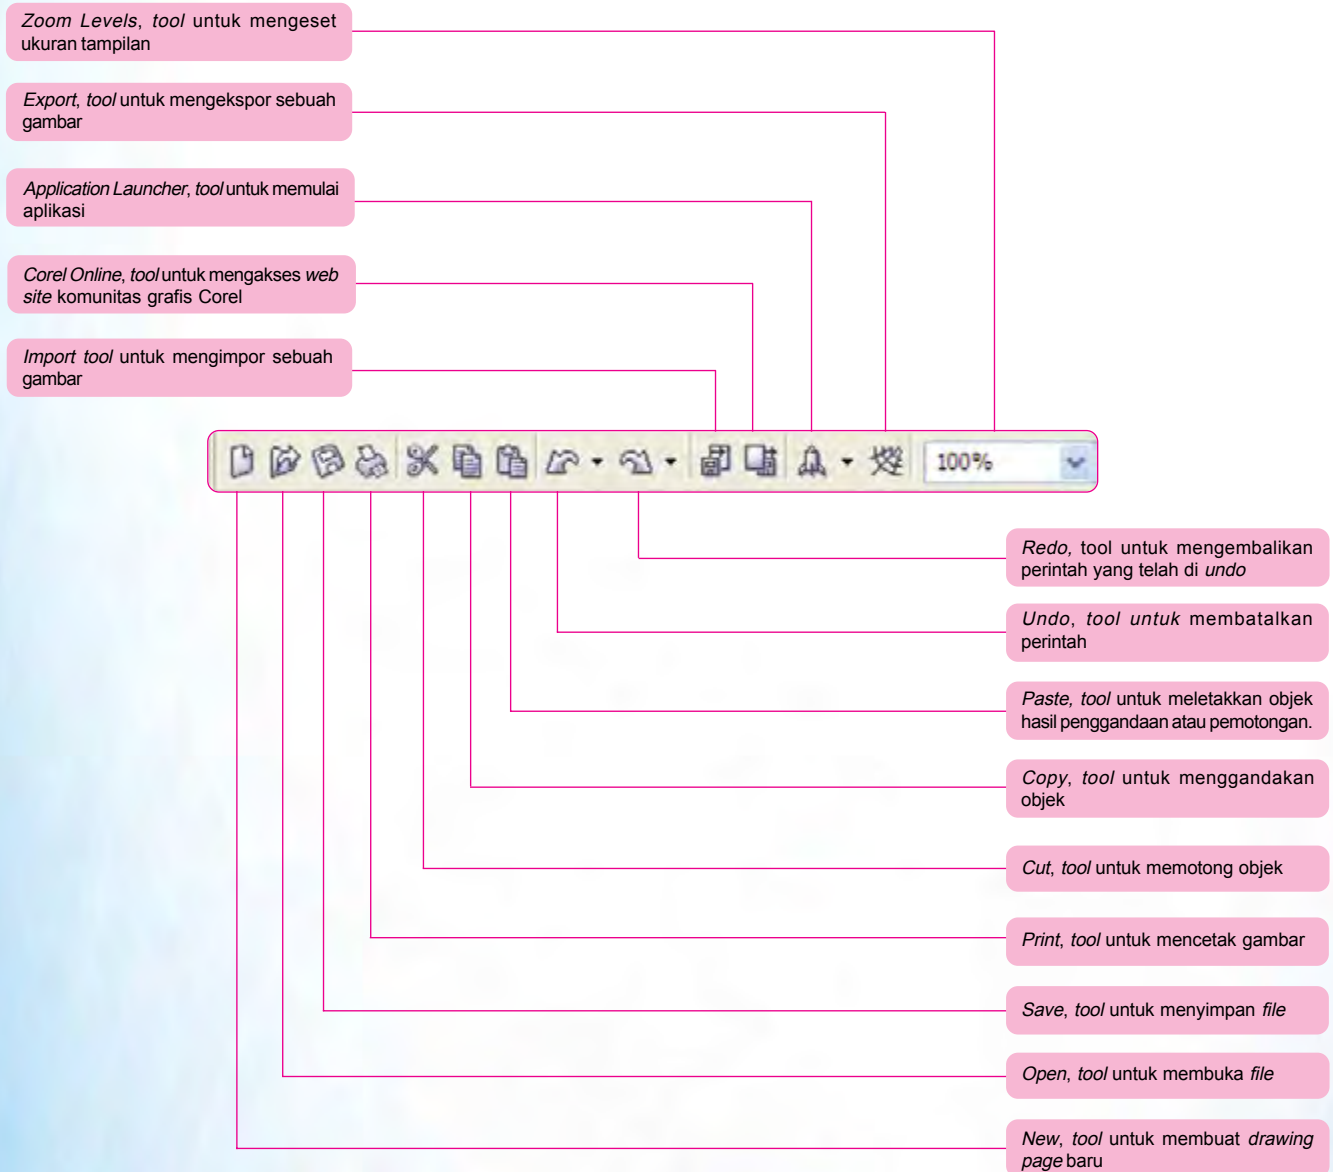 Zoom Levels, tool untuk mengeset
ukuran tampilan
Export, tool untuk mengekspor sebuah
gambar
Application Launcher, tool untuk memulai
aplikasi
Corel Online, tool untuk mengakses web
site komunitas grafis Corel
Import tool untuk mengimpor sebuah
gambar
100%
Redo, tool untuk mengembalikan
perintah yang telah di undo
Undo, tool untuk membatalkan
perintah
Paste, tool untuk meletakkan objek
hasil penggandaan atau pemotongan.
Copy, tool untuk menggandakan
objek
Cut, tool untuk memotong objek
Print, tool untuk mencetak gambar
Save, tool untuk menyimpan file
Open, tool untuk membuka file
New, tool untuk membuat drawing
page baru